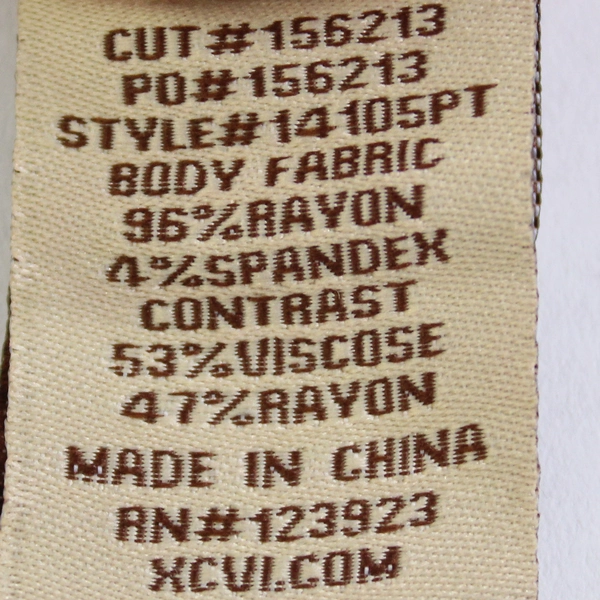 CUT#156213
PO#156213
STYLE#14105PT
BODY FABRIC
96%RAYON
4%SPANDEX
CONTRAST
53%VISCOSE
47%RAYON
MADE IN CHINA
RN#123923
XCVI.COM